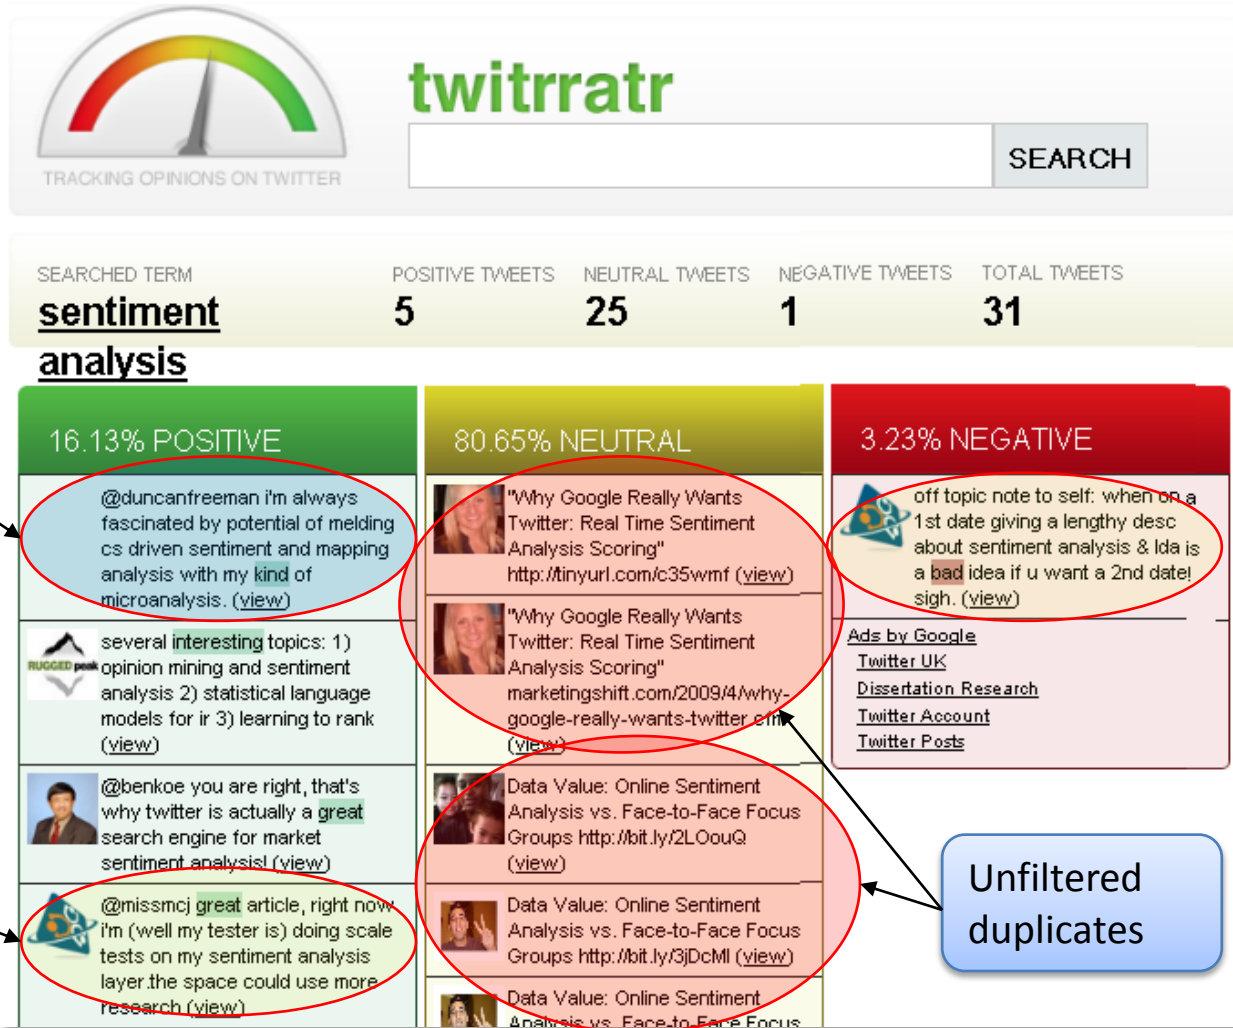 twitrratr
SEARCH
TRACKING OPINIONS ON TWITTER
SEARCHED TERM
sentiment
analysis
POSITIVE TWEETS
5
NEUTRAL TWEETS
25
NEGATIVE TWEETS
1
TOTAL TWEETS
31
16.13% POSITIVE
@duncanfreeman i'm always
fascinated by potential of melding
cs driven sentiment and mapping
analysis with my kind of
microanalysis. (view)
RUGGED peak
several interesting topics: 1)
opinion mining and sentiment
analysis 2) statistical language
models for ir 3) learning to rank
(view)
@benkoe you are right, that's
why twitter is actually a great
search engine for market
sentiment analysis! (view)
@missmcj great article, right now
i'm (well my tester is) doing scale
tests on my sentiment analysis
layer.the space could use more
research (view)
80.65% NEUTRAL
"Why Google Really Wants
Twitter: Real Time Sentiment
Analysis Scoring"
http://tinyurl.com/c35wmf (view)
"Why Google Really Wants
Twitter: Real Time Sentiment
Analysis Scoring"
marketingshift.com/2009/4/why-
google-really-wants-twitter.cfm
(view)
Data Value: Online Sentiment
Analysis vs. Face-to-Face Focus
Groups http://bit.ly/2LOouQ
(view)
Data Value: Online Sentiment
Analysis vs. Face-to-Face Focus
Groups http://bit.ly/3jDcMl (view)
Data Value: Online Sentiment
Analysis vs. Face-to-Face Focus
3.23% NEGATIVE
off topic note to self: when on a
1st date giving a lengthy desc
about sentiment analysis & lda is
a bad idea if u want a 2nd date!
sigh. (view)
Ads by Google
Twitter UK
Dissertation Research
Twitter Account
Twitter Posts
Unfiltered
duplicates